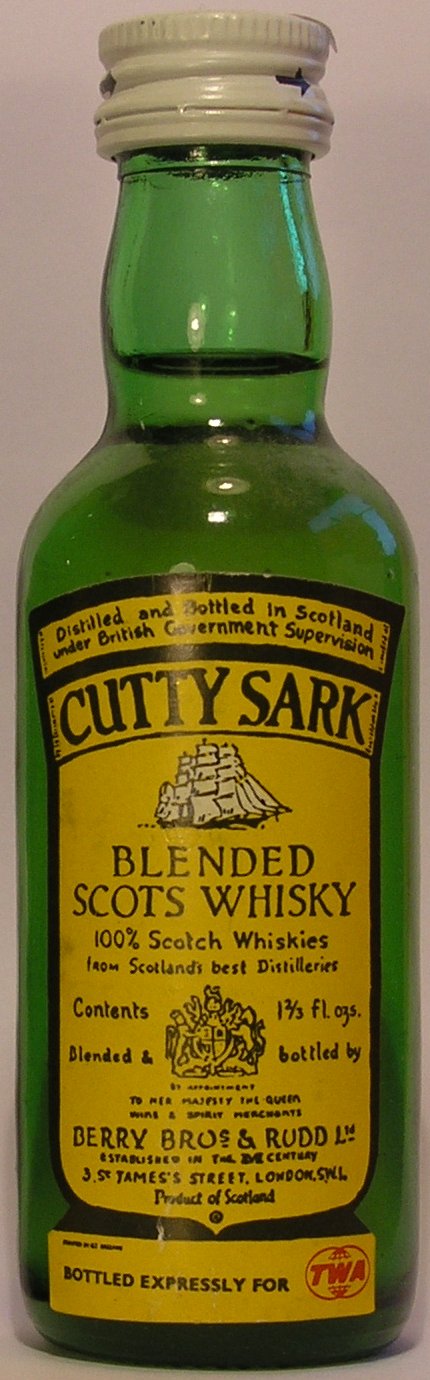 Distilled and Bottled in Scotland
under British Government Supervision
CUTTY SARK
BLENDED
SCOTS WHISKY
100% Scotch Whiskies
from Scotland's best Distilleries
Contents 1⅔ fl. ozs.
Blended & bottled by
BY APPOINTMENT
TO HER MAJESTY THE QUEEN
WINE & SPIRIT MERCHANTS
BERRY BROS & RUDD Ltd
ESTABLISHED IN THE XVII CENTURY
3, St JAMES'S STREET, LONDON, S.W.1.
Product of Scotland
BOTTLED EXPRESSLY FOR TWA